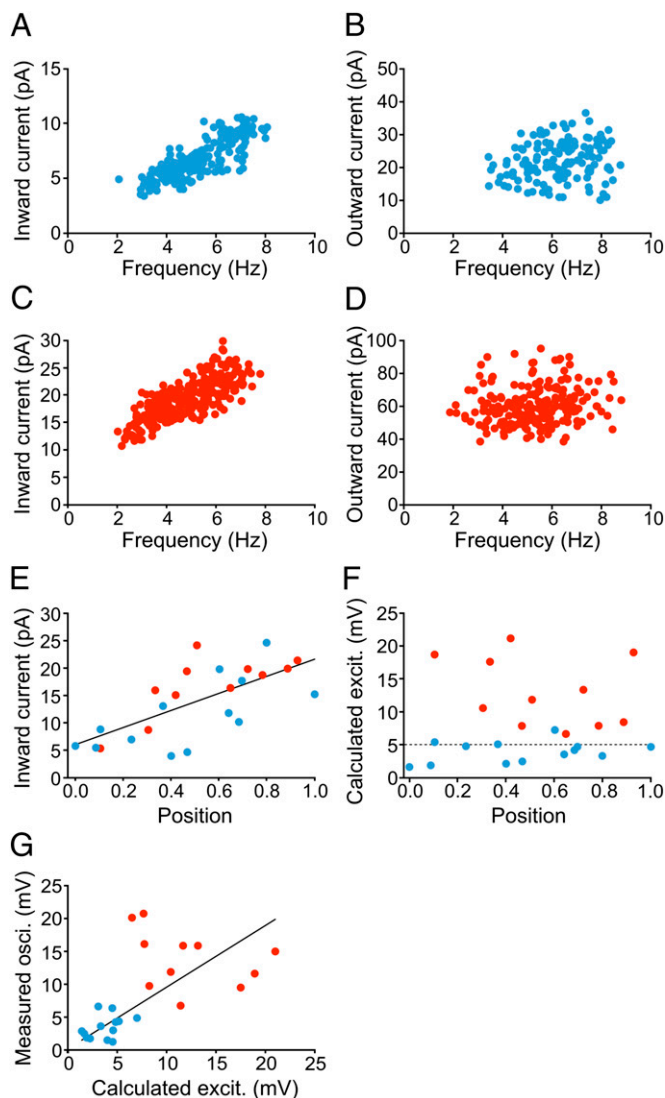 A
Inward current (pA)
15
10
5
0
0 2 4 6 8 10
Frequency (Hz)
B
Outward current (pA)
50
40
30
20
10
0
0 2 4 6 8 10
Frequency (Hz)
C
Inward current (pA)
30
25
20
15
10
5
0
0 2 4 6 8 10
Frequency (Hz)
D
Outward current (pA)
100
80
60
40
20
0
0 2 4 6 8 10
Frequency (Hz)
E
Inward current (pA)
30
25
20
15
10
5
0
0.0 0.2 0.4 0.6 0.8 1.0
Position
F
Calculated excit. (mV)
25
20
15
10
5
0
0.0 0.2 0.4 0.6 0.8 1.0
Position
G
Measured osci. (mV)
25
20
15
10
5
0
0 5 10 15 20 25
Calculated excit. (mV)